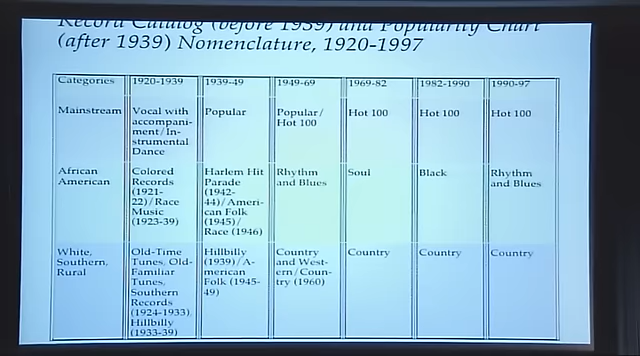 Record Catalog (before 1939) and Popularity Chart
(after 1939) Nomenclature, 1920-1997
Categories 1920-1939 1939-49 1949-69 1969-82 1982-1990 1990-97
Mainstream
Vocal with
accompani-
ment/In-
strumental
Dance
Popular
Popular/
Hot 100
Hot 100
Hot 100
Hot 100
African
American
Colored
Records
(1921-
22)/Race
Music
(1923-39)
Harlem Hit
Parade
(1942-
44)/Ameri-
can Folk
(1945)/
Race (1946)
Rhythm
and Blues
Soul
Black
Rhythm
and Blues
White,
Southern,
Rural
Old-Time
Tunes, Old-
Familiar
Tunes,
Southern
Records
(1924-1933),
Hillbilly
(1933-39)
Hillbilly
(1939)/A-
merican
Folk (1945-
49)
Country
and West-
ern/Coun-
try (1960)
Country
Country
Country